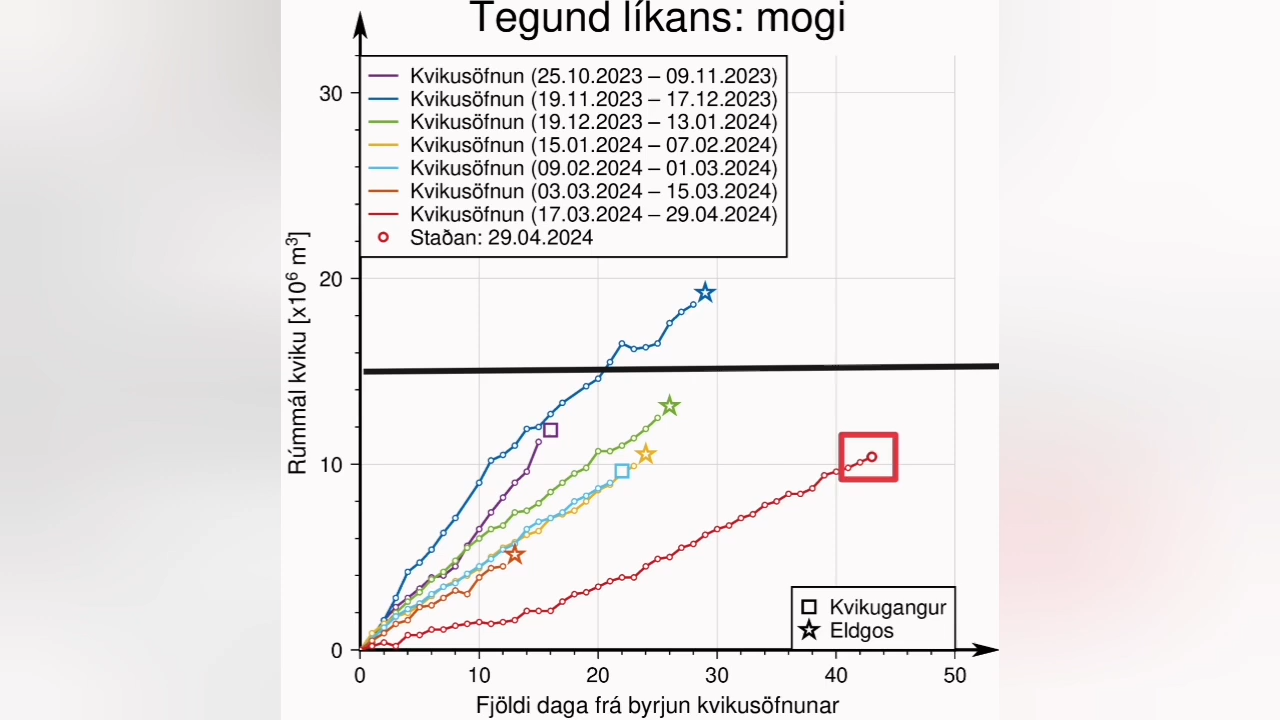 Tegund líkans: mogi
Kvikusöfnun (25.10.2023 – 09.11.2023)
Kvikusöfnun (19.11.2023 – 17.12.2023)
Kvikusöfnun (19.12.2023 – 13.01.2024)
Kvikusöfnun (15.01.2024 – 07.02.2024)
Kvikusöfnun (09.02.2024 – 01.03.2024)
Kvikusöfnun (03.03.2024 – 15.03.2024)
Kvikusöfnun (17.03.2024 – 29.04.2024)
Staðan: 29.04.2024
Rúmmál kviku [x10⁶ m³]
30
20
10
0
Kvikugangur
Eldgos
0 10 20 30 40 50
Fjöldi daga frá byrjun kvikusöfnunar